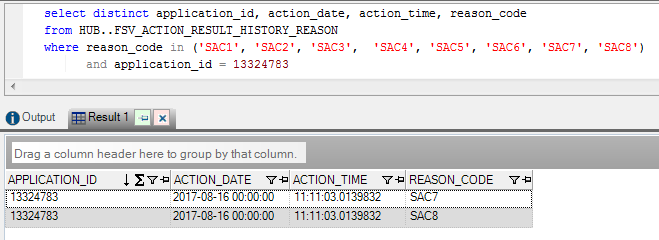 select distinct application_id, action_date, action_time, reason_code
from HUB..FSV_ACTION_RESULT_HISTORY_REASON
where reason_code in ('SAC1', 'SAC2', 'SAC3', 'SAC4', 'SAC5', 'SAC6', 'SAC7', 'SAC8')
and application_id = 13324783
Output Result 1
Drag a column header here to group by that column.
APPLICATION_ID ACTION_DATE ACTION_TIME REASON_CODE
13324783 2017-08-16 00:00:00 11:11:03.0139832 SAC7
13324783 2017-08-16 00:00:00 11:11:03.0139832 SAC8